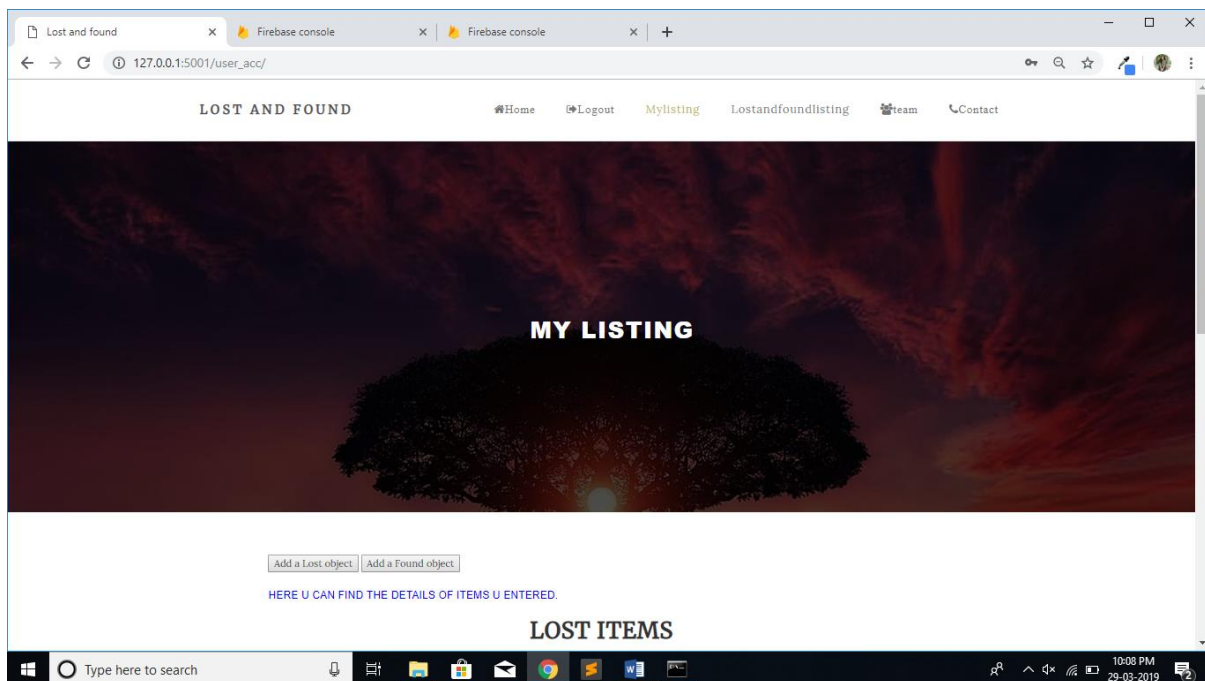 Lost and found
Firebase console
Firebase console
127.0.0.1:5001/user_acc/
LOST AND FOUND
Home
Logout
Mylisting
Lostandfoundlisting
team
Contact
MY LISTING
Add a Lost object
Add a Found object
HERE U CAN FIND THE DETAILS OF ITEMS U ENTERED.
LOST ITEMS
Type here to search
10:08 PM
29-03-2019
2